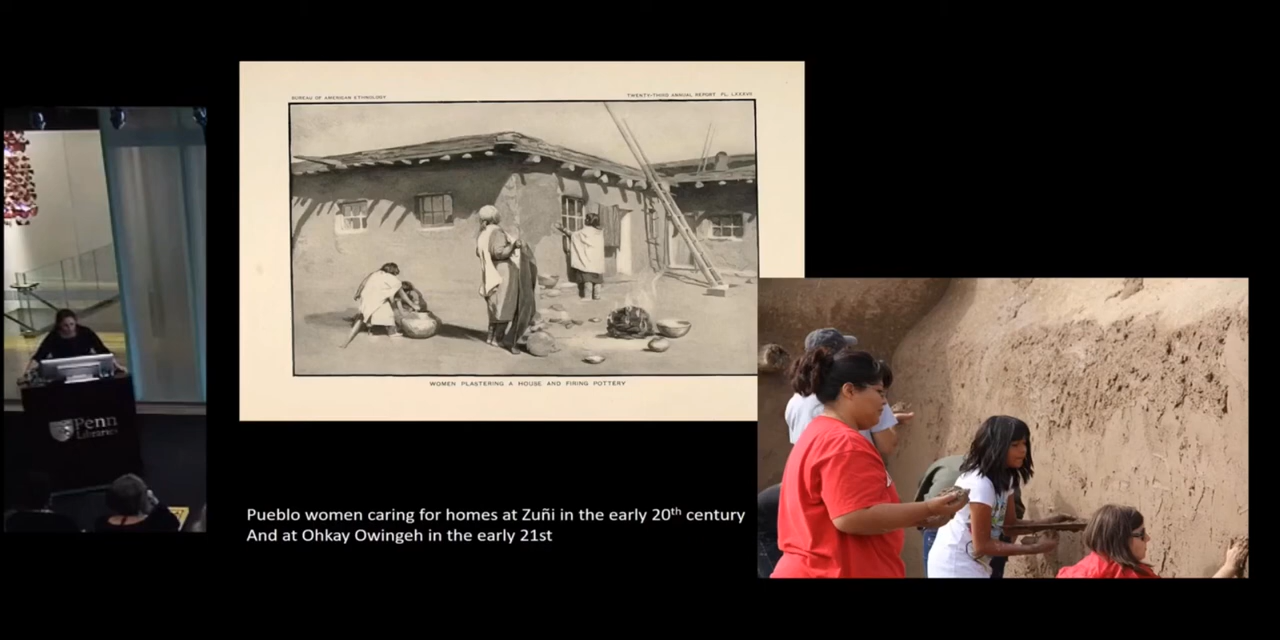 BUREAU OF AMERICAN ETHNOLOGY
TWENTY-THIRD ANNUAL REPORT PL. LXXXVII
WOMEN PLASTERING A HOUSE AND FIRING POTTERY
Penn
Libraries
Pueblo women caring for homes at Zuñi in the early 20th century
And at Ohkay Owingeh in the early 21st